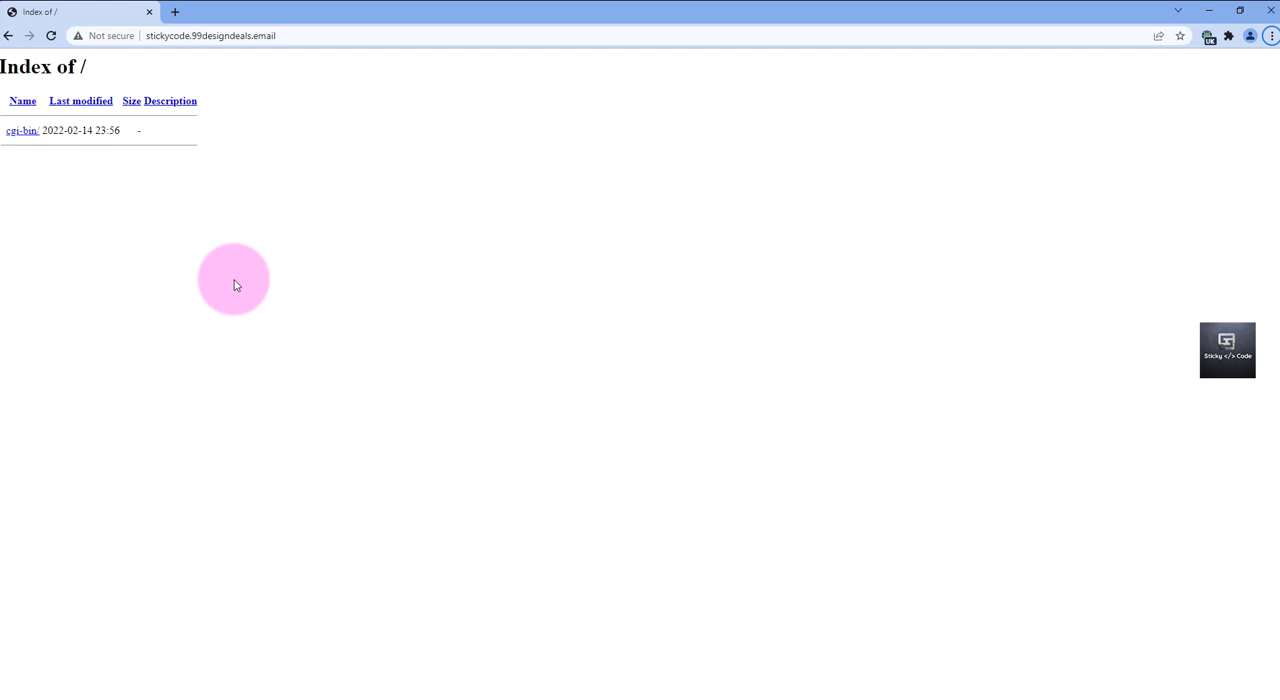 Index of /
Not secure stickycode.99designdeals.email
UK
Index of /
Name Last modified Size Description
cgi-bin/ 2022-02-14 23:56 -
Sticky </> Code